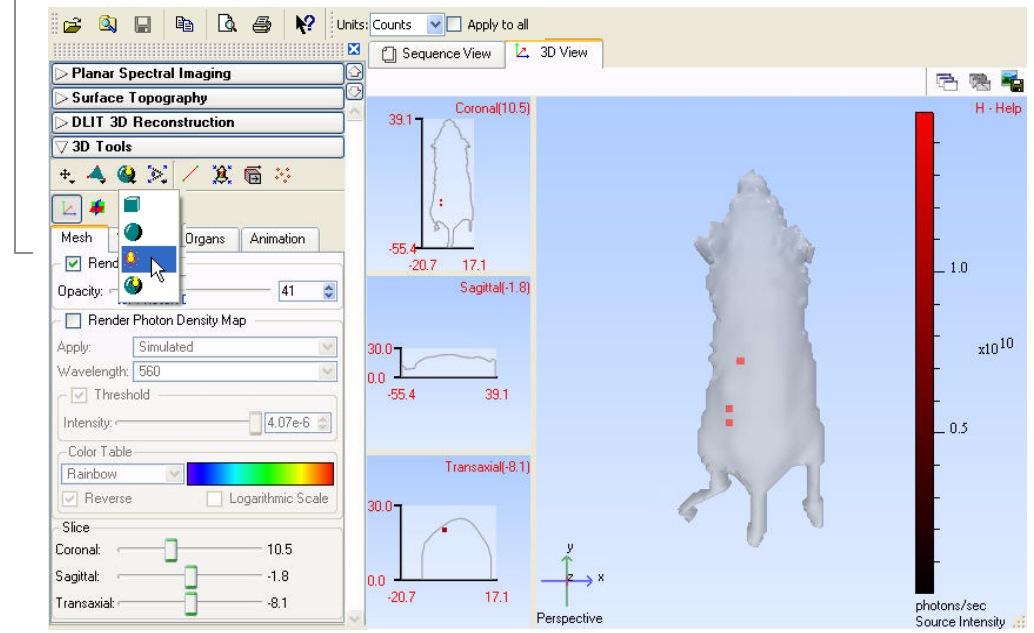 Units: Counts Apply to all
Sequence View 3D View
Planar Spectral Imaging
Surface Topography
DLIT 3D Reconstruction
3D Tools
Mesh Organs Animation
Rend
Opacity: 41
Render Photon Density Map
Apply: Simulated
Wavelength: 560
Threshold
Intensity: 4.07e-6
Color Table
Rainbow
Reverse Logarithmic Scale
Slice
Coronal: 10.5
Sagittal: -1.8
Transaxial: -8.1
Coronal(10.5)
39.1
-55.4
-20.7 17.1
Sagittal(-1.8)
30.0
0.0
-55.4 39.1
Transaxial(-8.1)
30.0
0.0
-20.7 17.1
H - Help
1.0
x10^10
0.5
y
z x
Perspective
photons/sec
Source Intensity